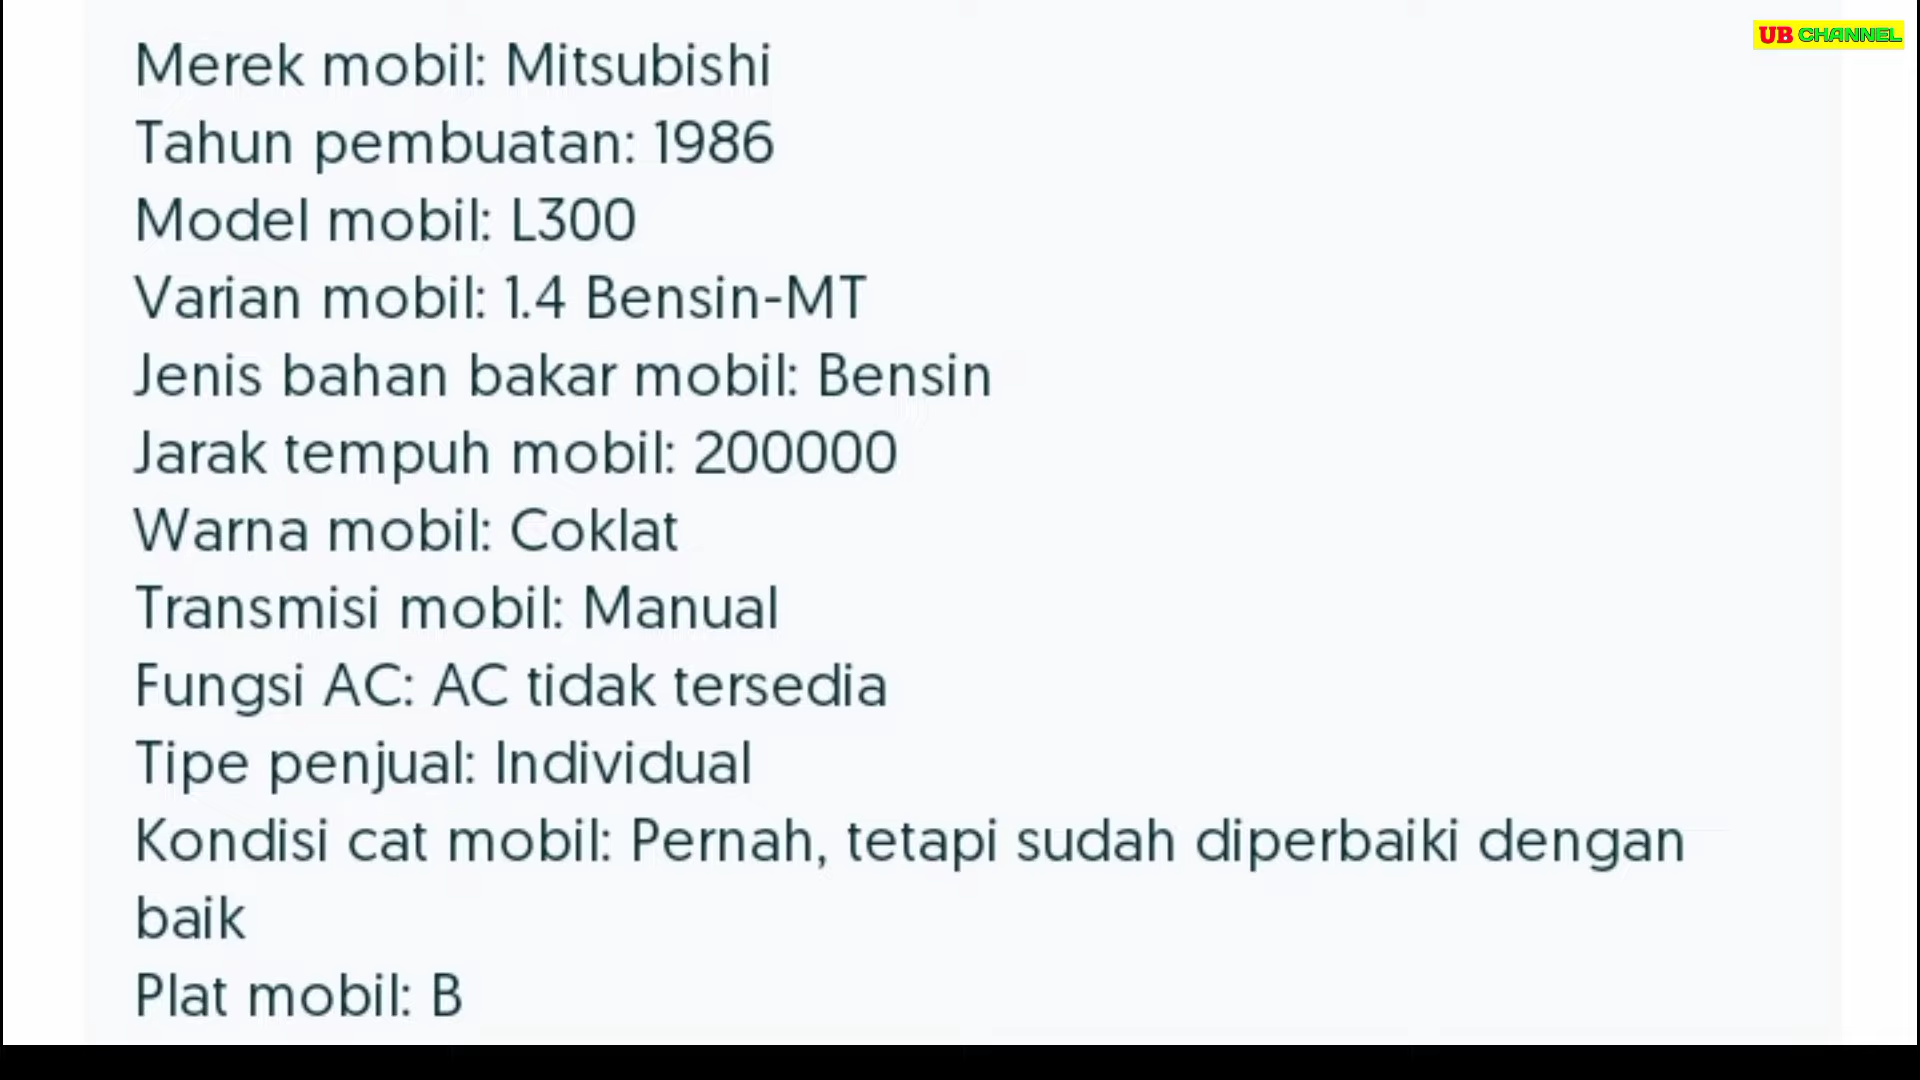 UB CHANNEL
Merek mobil: Mitsubishi
Tahun pembuatan: 1986
Model mobil: L300
Varian mobil: 1.4 Bensin-MT
Jenis bahan bakar mobil: Bensin
Jarak tempuh mobil: 200000
Warna mobil: Coklat
Transmisi mobil: Manual
Fungsi AC: AC tidak tersedia
Tipe penjual: Individual
Kondisi cat mobil: Pernah, tetapi sudah diperbaiki dengan
baik
Plat mobil: B